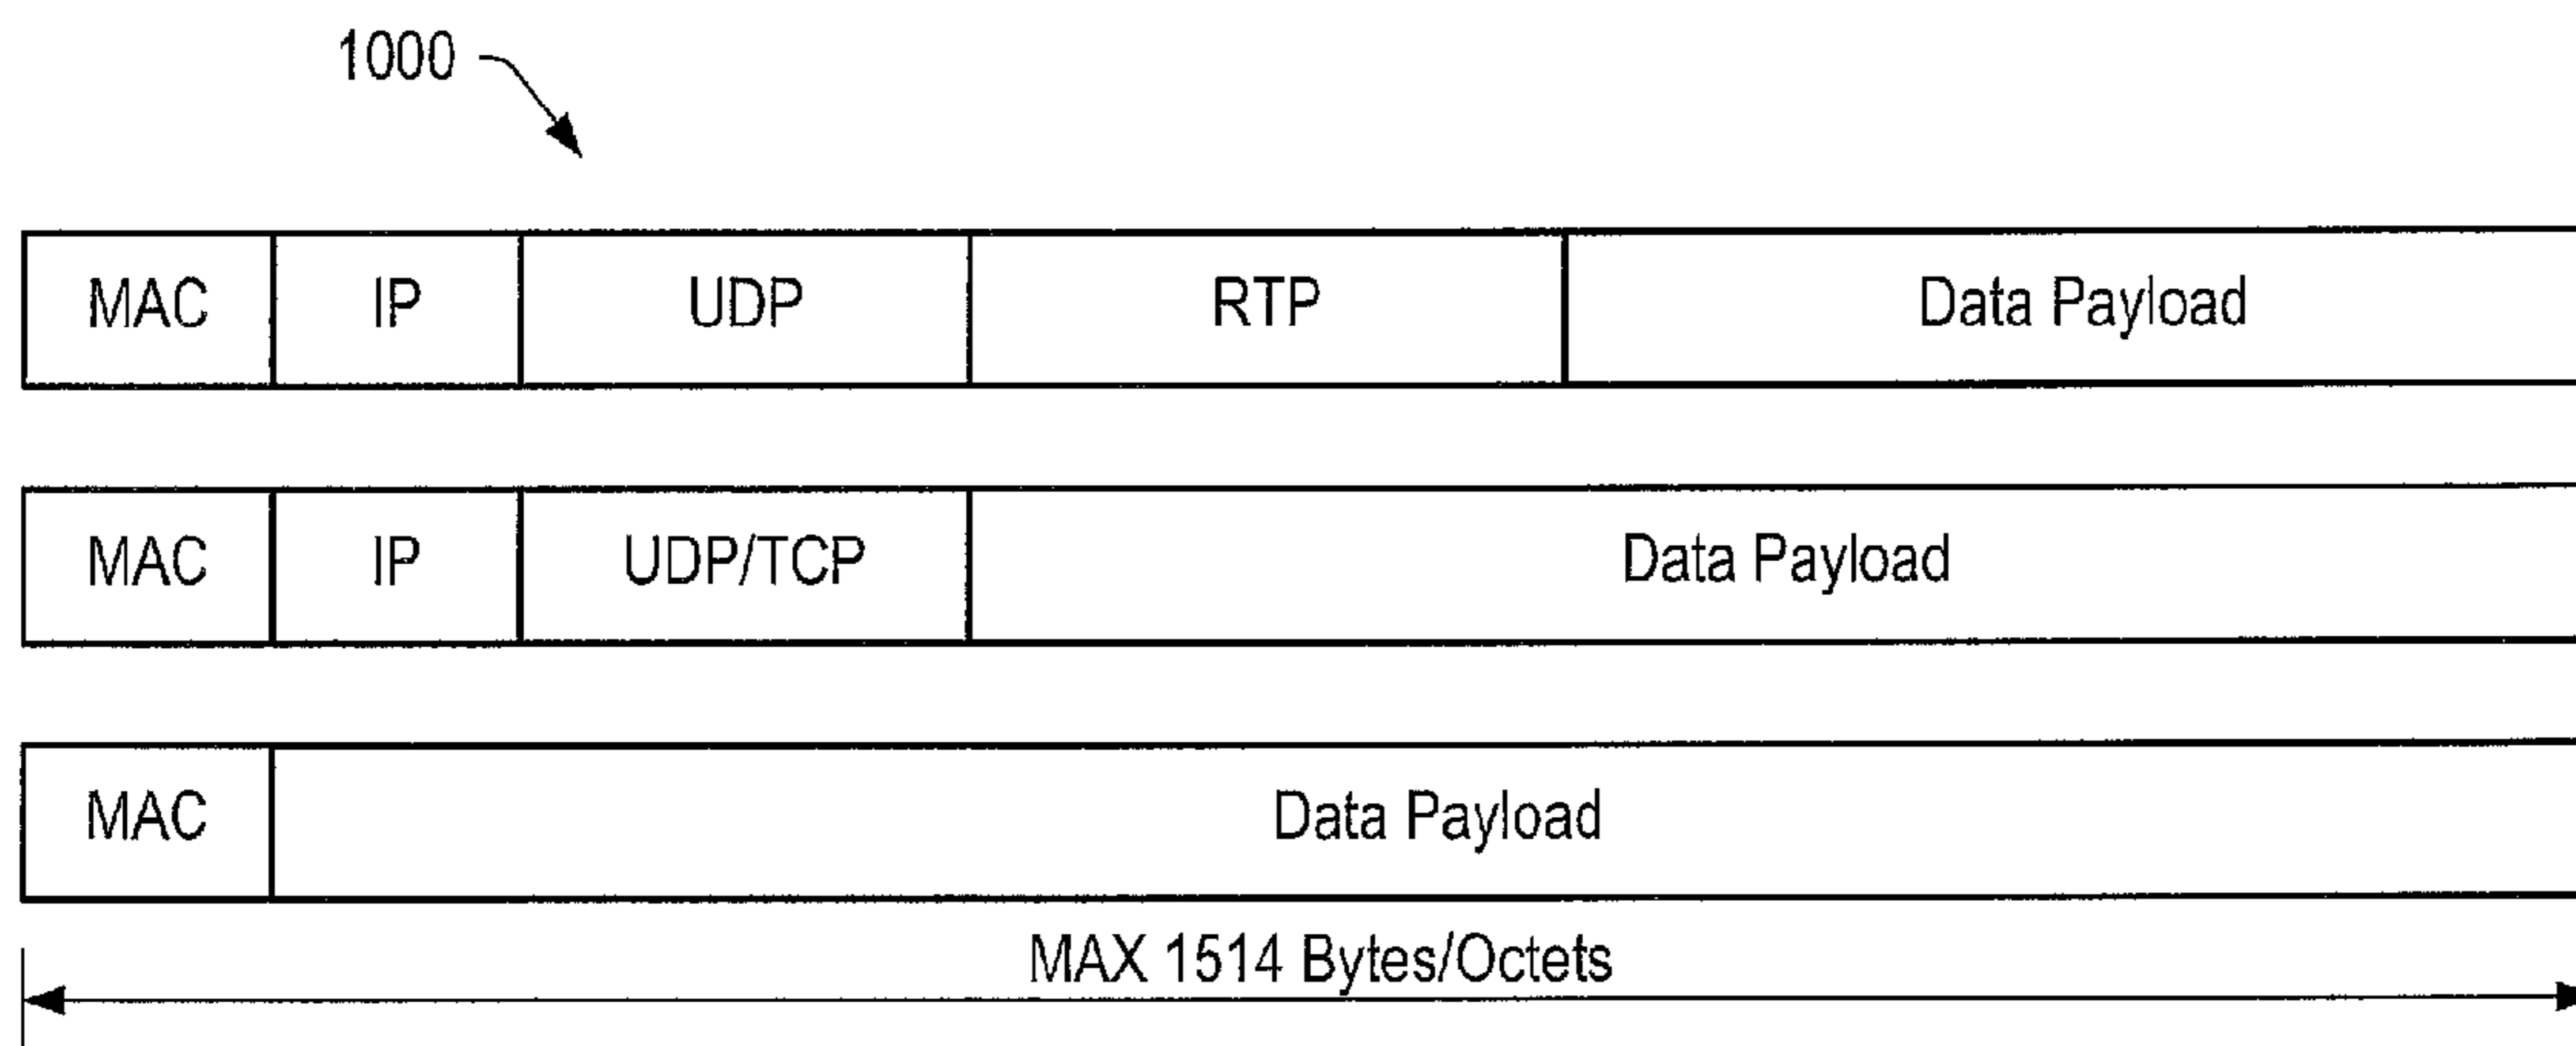 1000
MAC IP UDP RTP Data Payload
MAC IP UDP/TCP Data Payload
MAC Data Payload
MAX 1514 Bytes/Octets